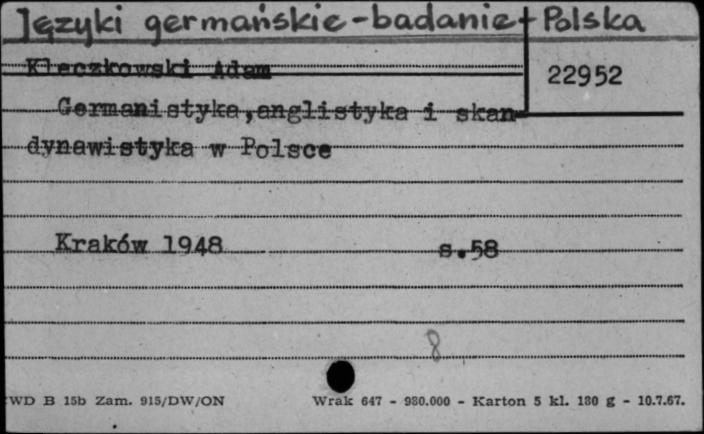 Języki germańskie-badanie-Polska
Kleczkowski Adam
22952
Germanistyka,anglistyka i skan-
dynawistyka w Polsce
Kraków 1948 s.58
8
WD B 15b Zam. 915/DW/ON Wrak 647 - 980.000 - Karton 5 kl. 180 g - 10.7.67.